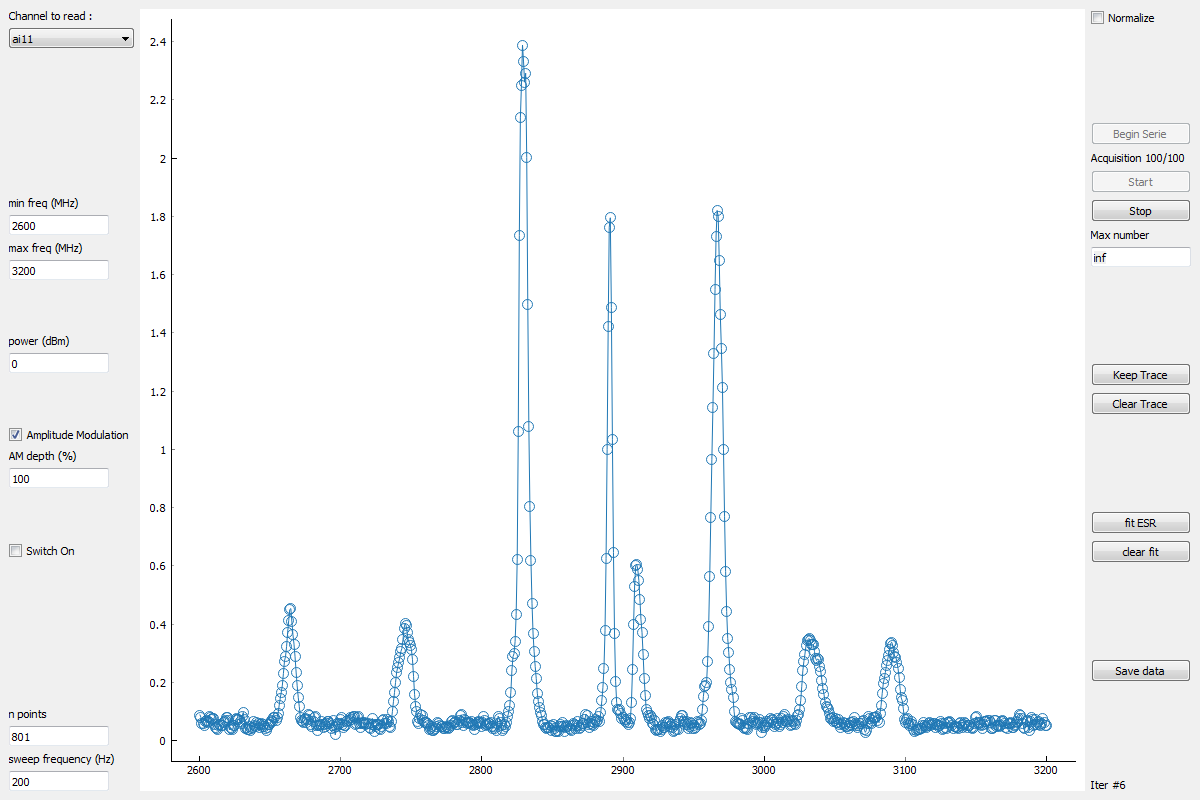 Channel to read :
ai11
min freq (MHz)
2600
max freq (MHz)
3200
power (dBm)
0
Amplitude Modulation
AM depth (%)
100
Switch On
n points
801
sweep frequency (Hz)
200
2.4
2.2
2
1.8
1.6
1.4
1.2
1
0.8
0.6
0.4
0.2
0
2600
2700
2800
2900
3000
3100
3200
Normalize
Begin Serie
Acquisition 100/100
Start
Stop
Max number
inf
Keep Trace
Clear Trace
fit ESR
clear fit
Save data
Iter #6